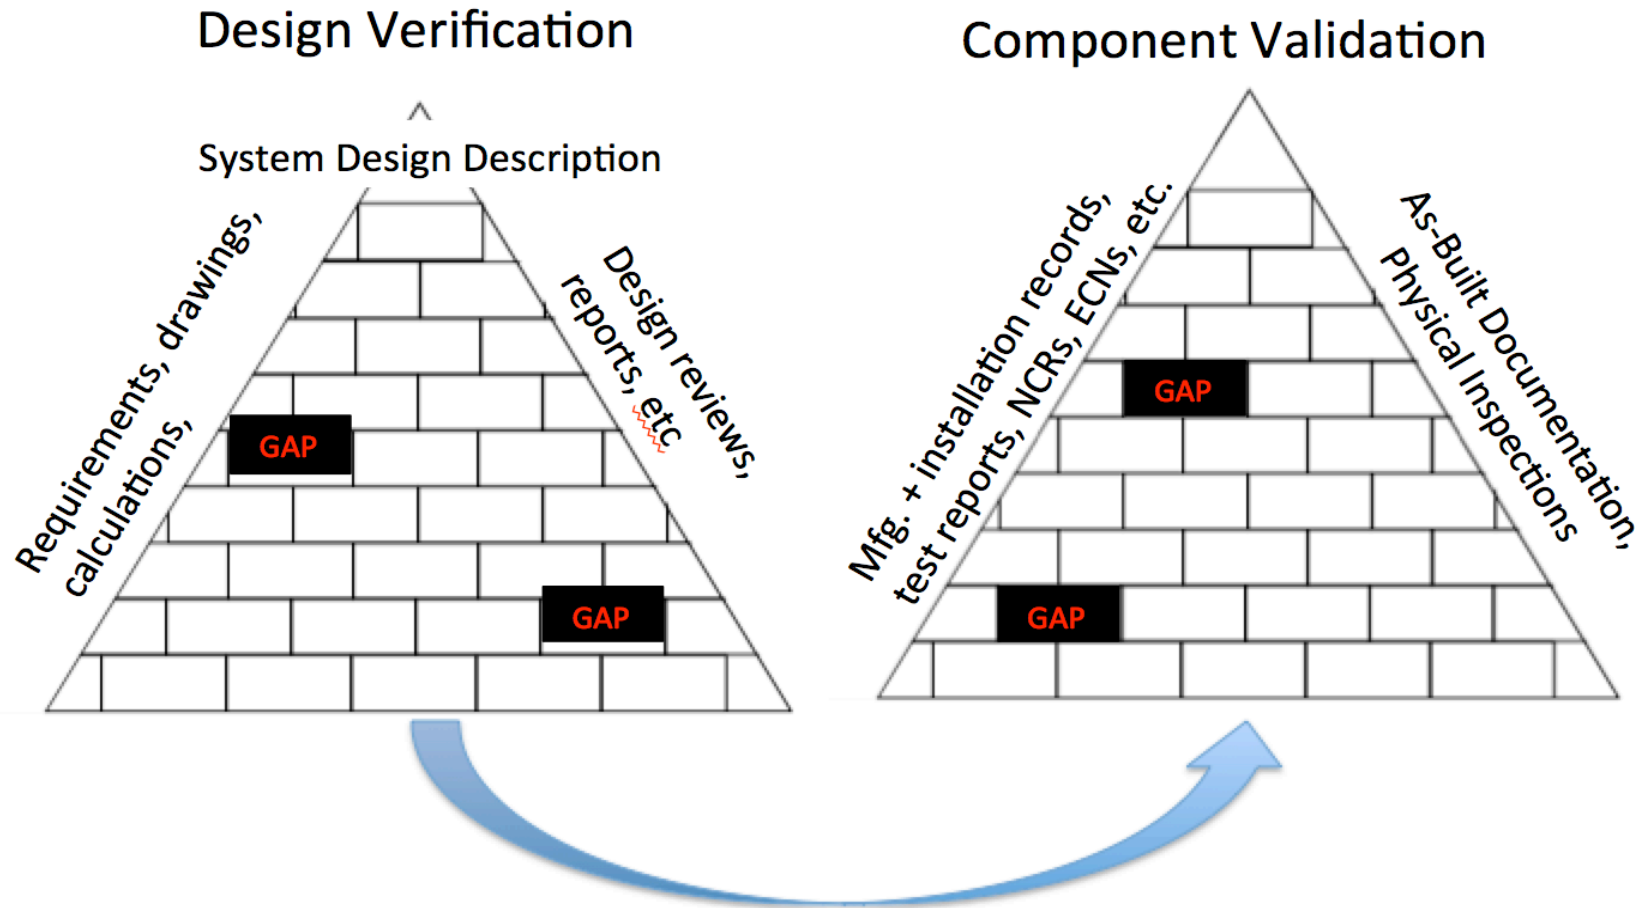 Design Verification
System Design Description
Requirements, drawings,
calculations,
Design reviews,
reports, etc
GAP
GAP
Component Validation
Mfg. + installation records,
test reports, NCRs, ECNs, etc.
As-Built Documentation,
Physical Inspections
GAP
GAP